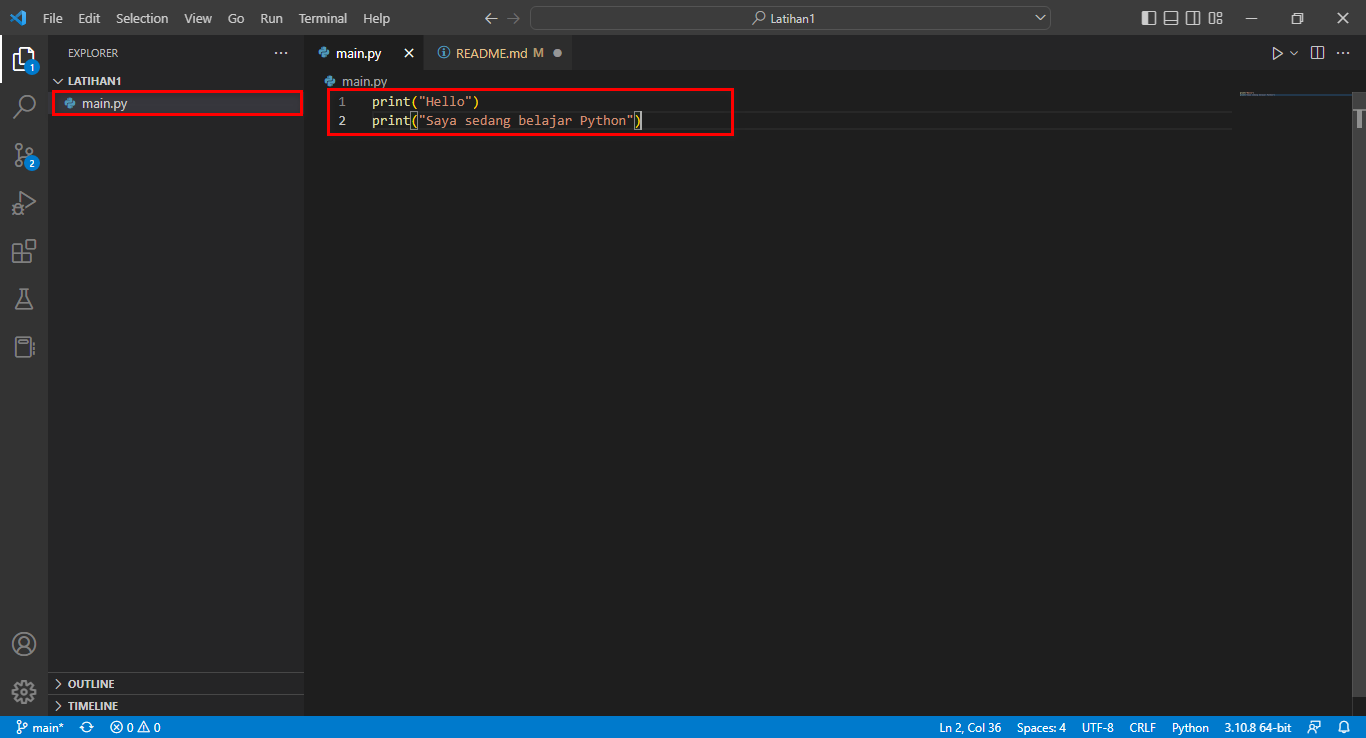 File Edit Selection View Go Run Terminal Help
Latihan1
EXPLORER
main.py
README.md M
1
LATIHAN1
main.py
main.py
1 print("Hello")
2 print("Saya sedang belajar Python")
2
OUTLINE
TIMELINE
main* 0 0
Ln 2, Col 36 Spaces: 4 UTF-8 CRLF Python 3.10.8 64-bit